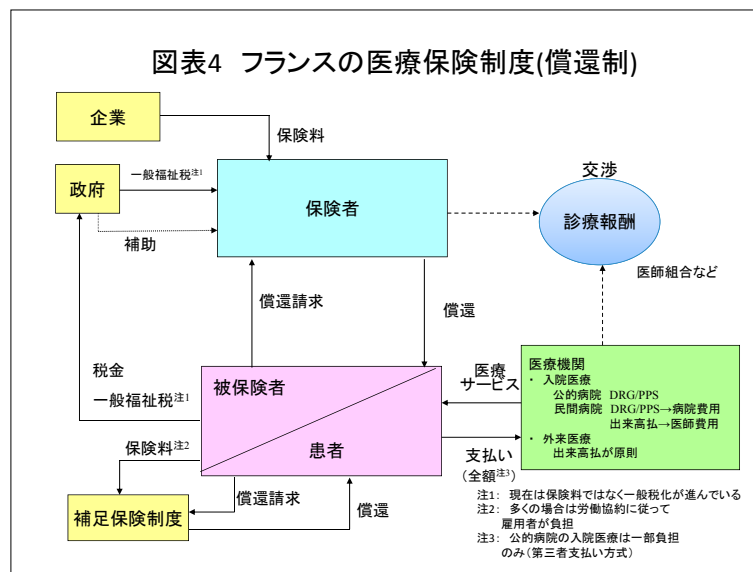 図表4　フランスの医療保険制度(償還制)
企業
保険料
政府
一般福祉税注1
補助
保険者
交渉
診療報酬
医師組合など
償還請求
償還
税金
一般福祉税注1
被保険者
患者
医療
サービス
支払い
(全額注3)
医療機関
・ 入院医療
公的病院 DRG/PPS
民間病院 DRG/PPS→病院費用
出来高払→医師費用
・ 外来医療
出来高払が原則
保険料注2
補足保険制度
償還請求
償還
注1： 現在は保険料ではなく一般税化が進んでいる
注2： 多くの場合は労働協約に従って
雇用者が負担
注3： 公的病院の入院医療は一部負担
のみ（第三者支払い方式）